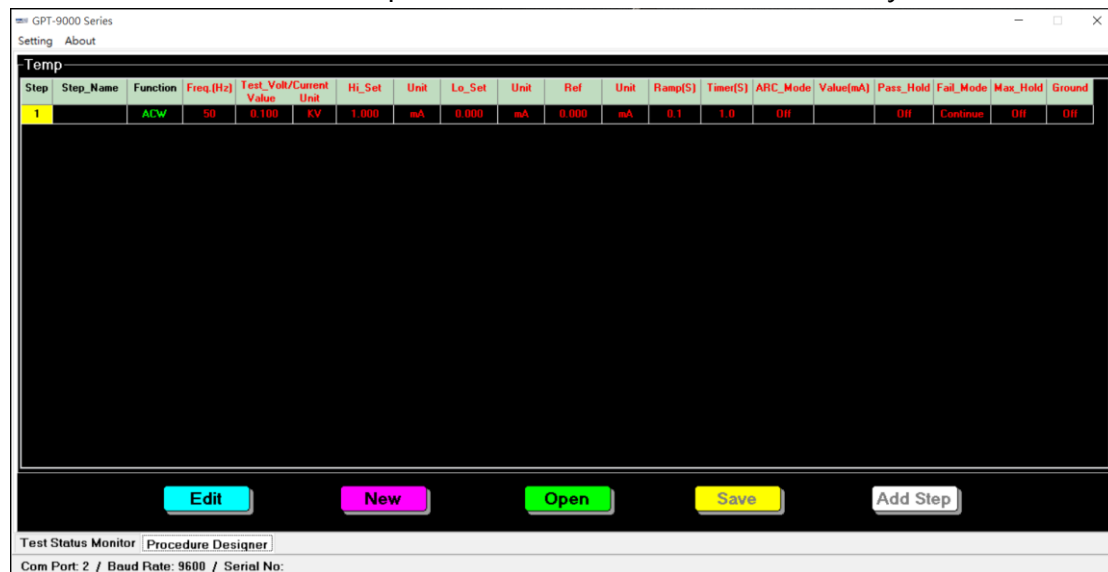 GPT-9000 Series
Setting About
Temp
Step Step_Name Function Freq.(Hz) Test_Volt/Current Value Unit Hi_Set Unit Lo_Set Unit Ref Unit Ramp(S) Timer(S) ARC_Mode Value(mA) Pass_Hold Fail_Mode Max_Hold Ground
1 ACW 50 0.100 KV 1.000 mA 0.000 mA 0.000 mA 0.1 1.0 Off Off Continue Off Off
Edit New Open Save Add Step
Test Status Monitor Procedure Designer
Com Port: 2 / Baud Rate: 9600 / Serial No: